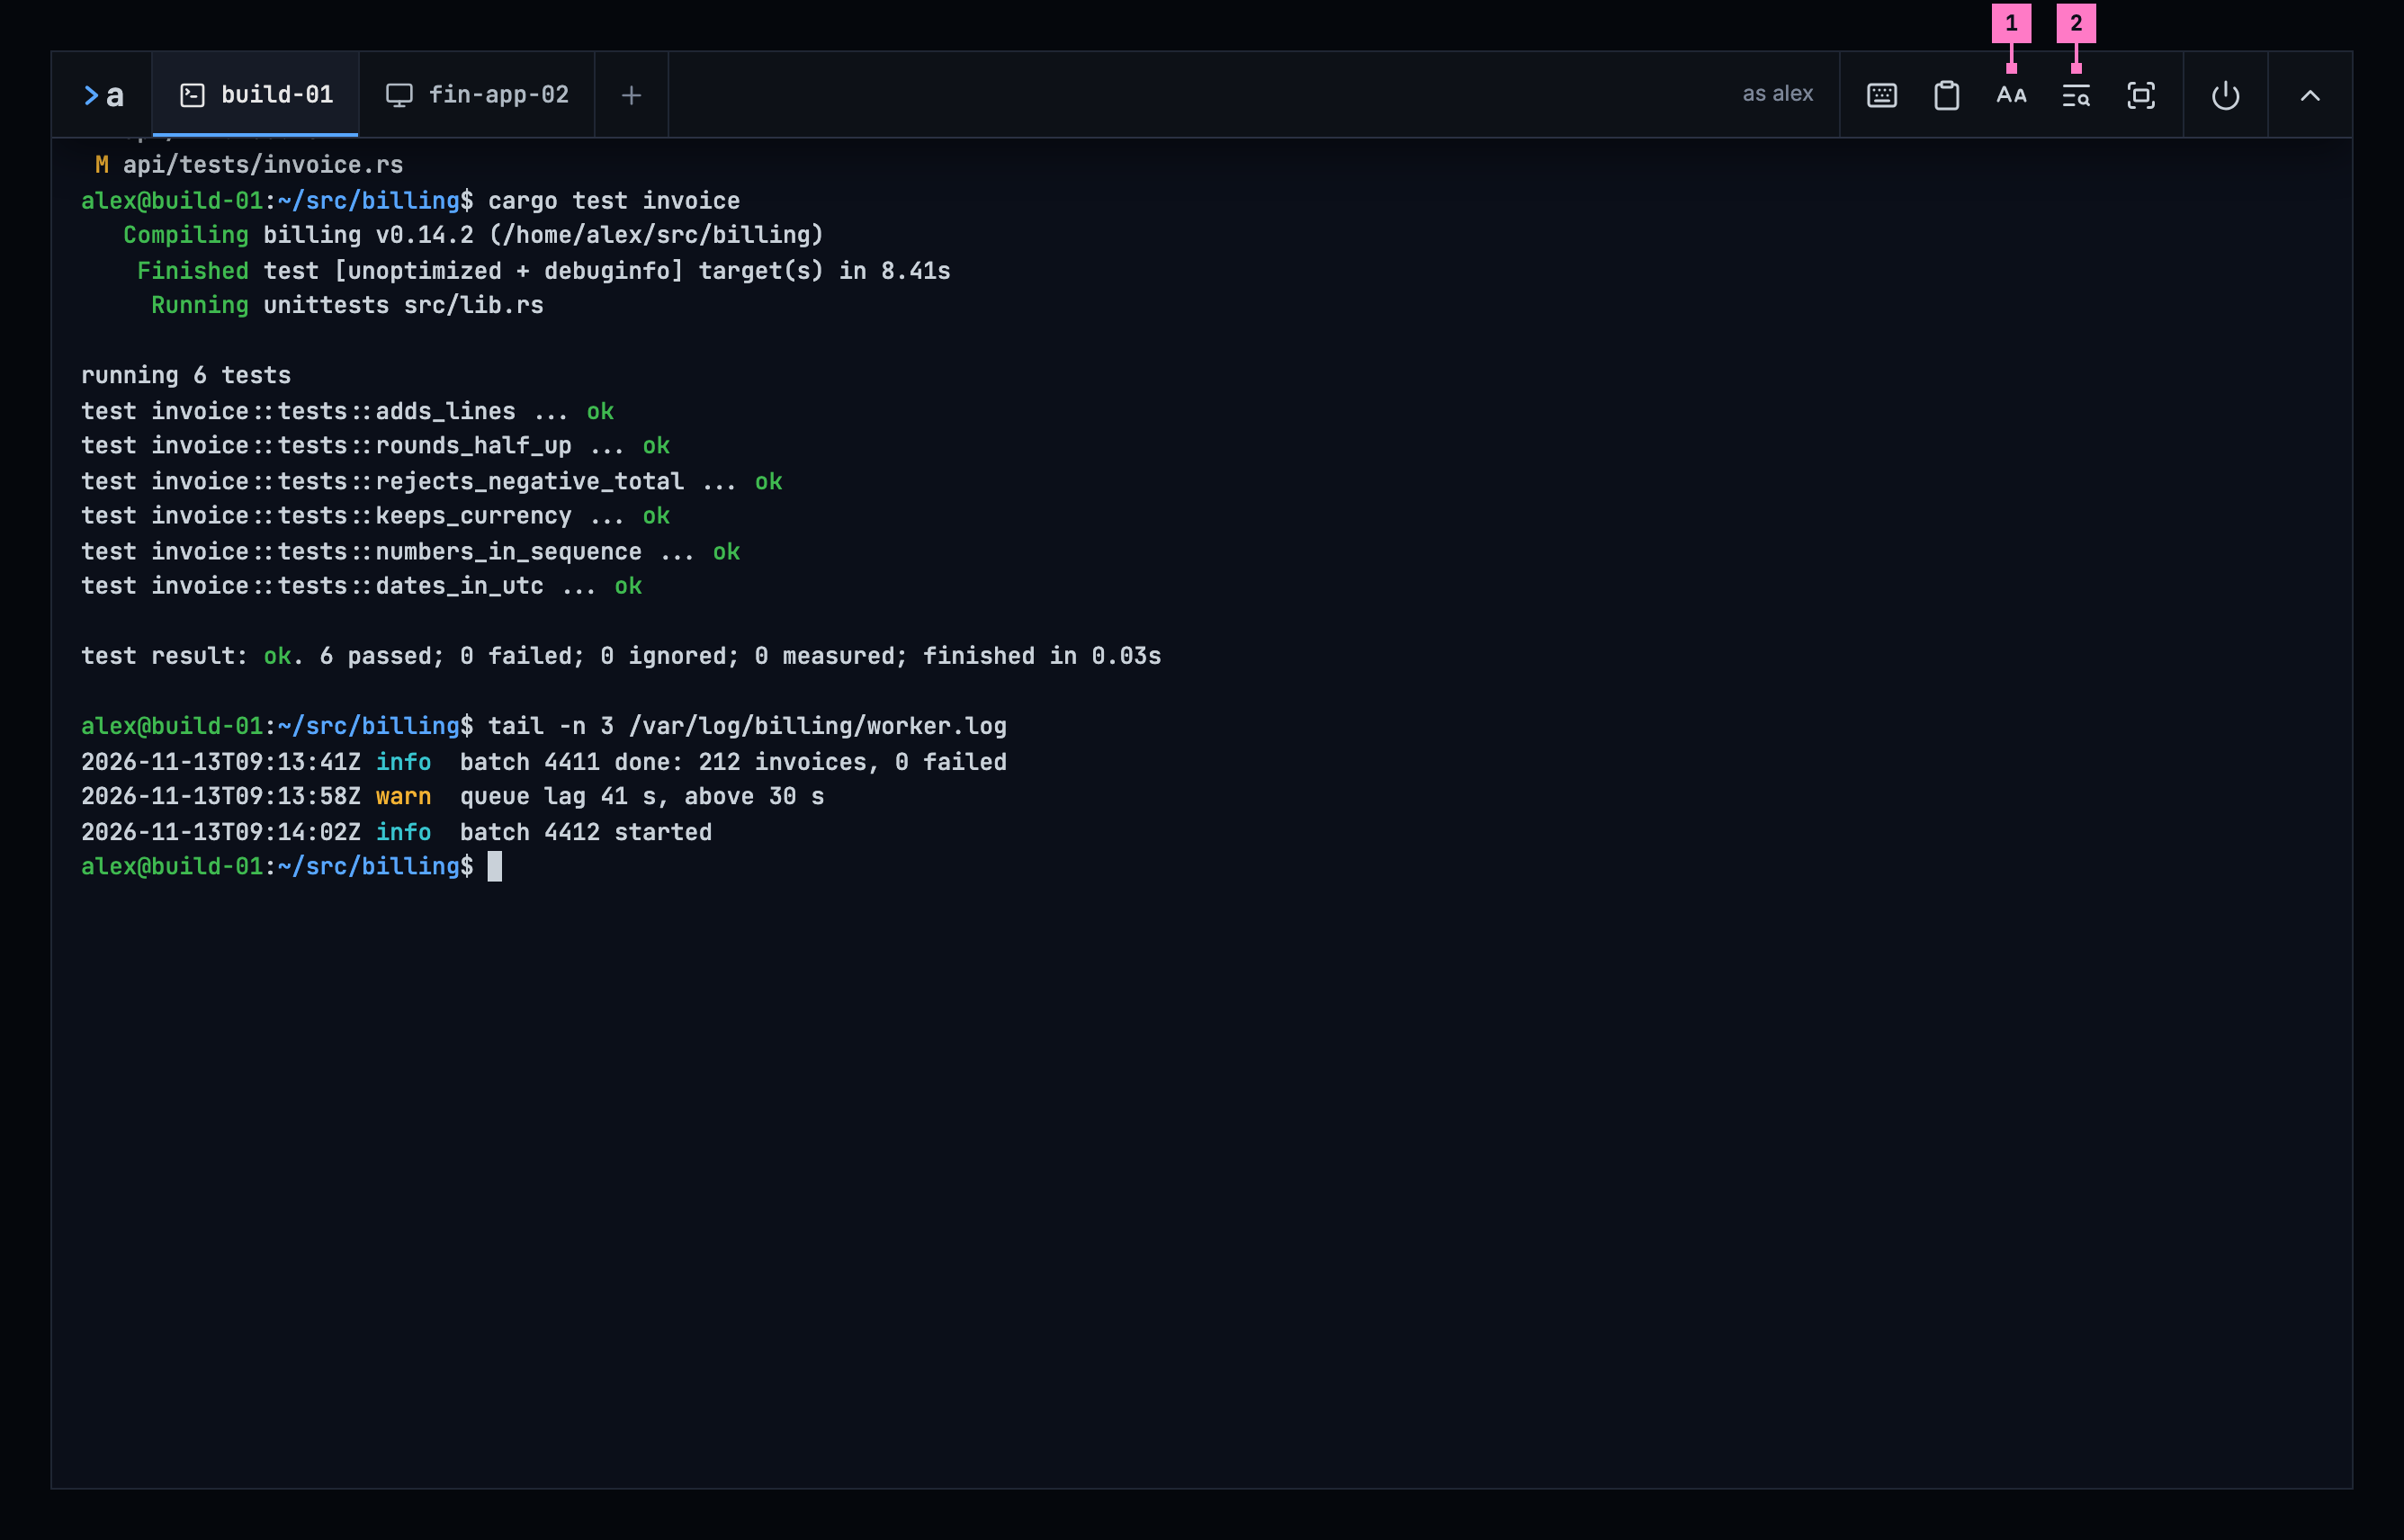 1 2
>a build-01 fin-app-02 + as alex AA
M api/tests/invoice.rs
alex@build-01:~/src/billing$ cargo test invoice
Compiling billing v0.14.2 (/home/alex/src/billing)
Finished test [unoptimized + debuginfo] target(s) in 8.41s
Running unittests src/lib.rs
running 6 tests
test invoice::tests::adds_lines ... ok
test invoice::tests::rounds_half_up ... ok
test invoice::tests::rejects_negative_total ... ok
test invoice::tests::keeps_currency ... ok
test invoice::tests::numbers_in_sequence ... ok
test invoice::tests::dates_in_utc ... ok
test result: ok. 6 passed; 0 failed; 0 ignored; 0 measured; finished in 0.03s
alex@build-01:~/src/billing$ tail -n 3 /var/log/billing/worker.log
2026-11-13T09:13:41Z info  batch 4411 done: 212 invoices, 0 failed
2026-11-13T09:13:58Z warn  queue lag 41 s, above 30 s
2026-11-13T09:14:02Z info  batch 4412 started
alex@build-01:~/src/billing$